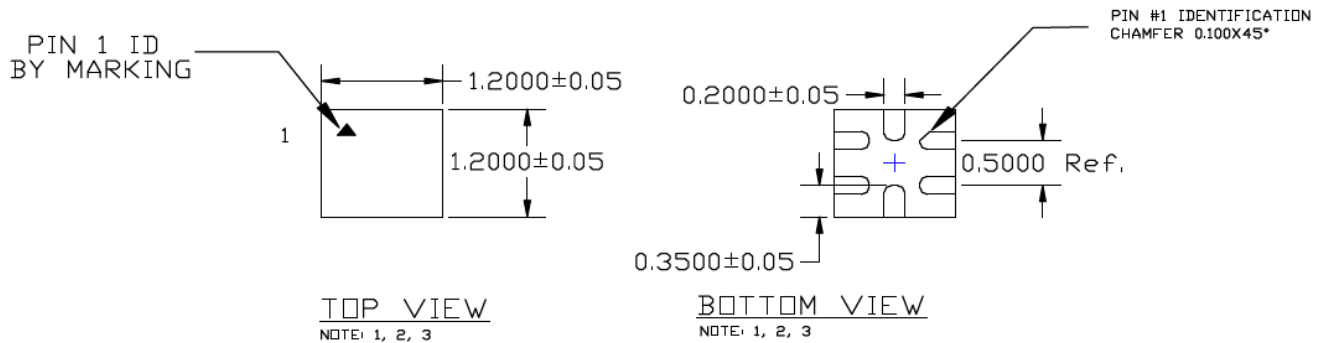 PIN 1 ID
BY MARKING
1
1.2000±0.05
1.2000±0.05
TOP VIEW
NOTE: 1, 2, 3
PIN #1 IDENTIFICATION
CHAMFER 0.100X45°
0.2000±0.05
0.5000 Ref.
0.3500±0.05
BOTTOM VIEW
NOTE: 1, 2, 3